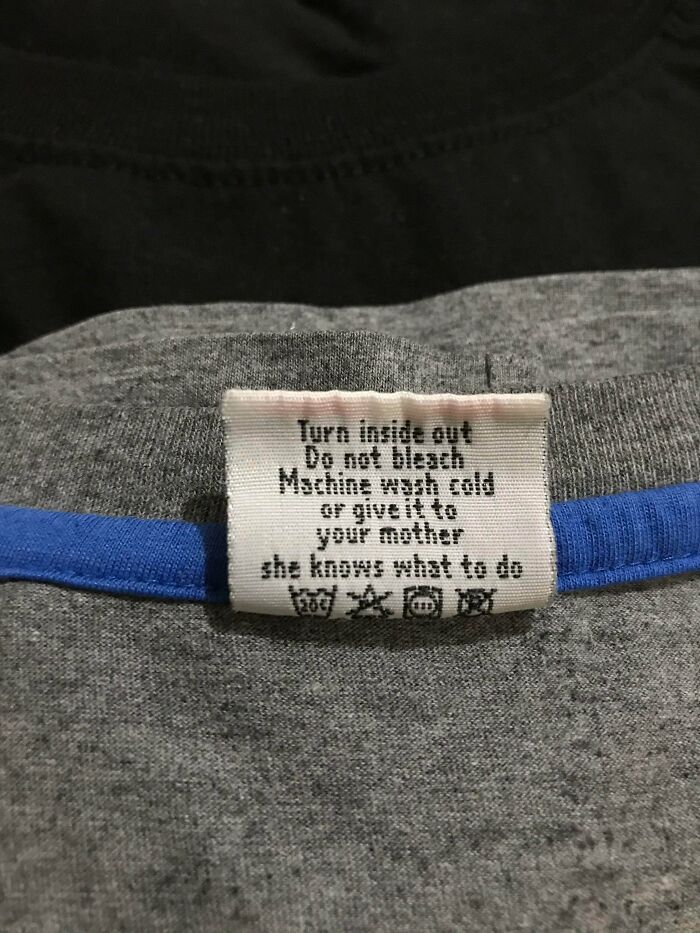 Turn inside out
Do not bleach
Machine wash cold
or give it to
your mother
she knows what to do
30c